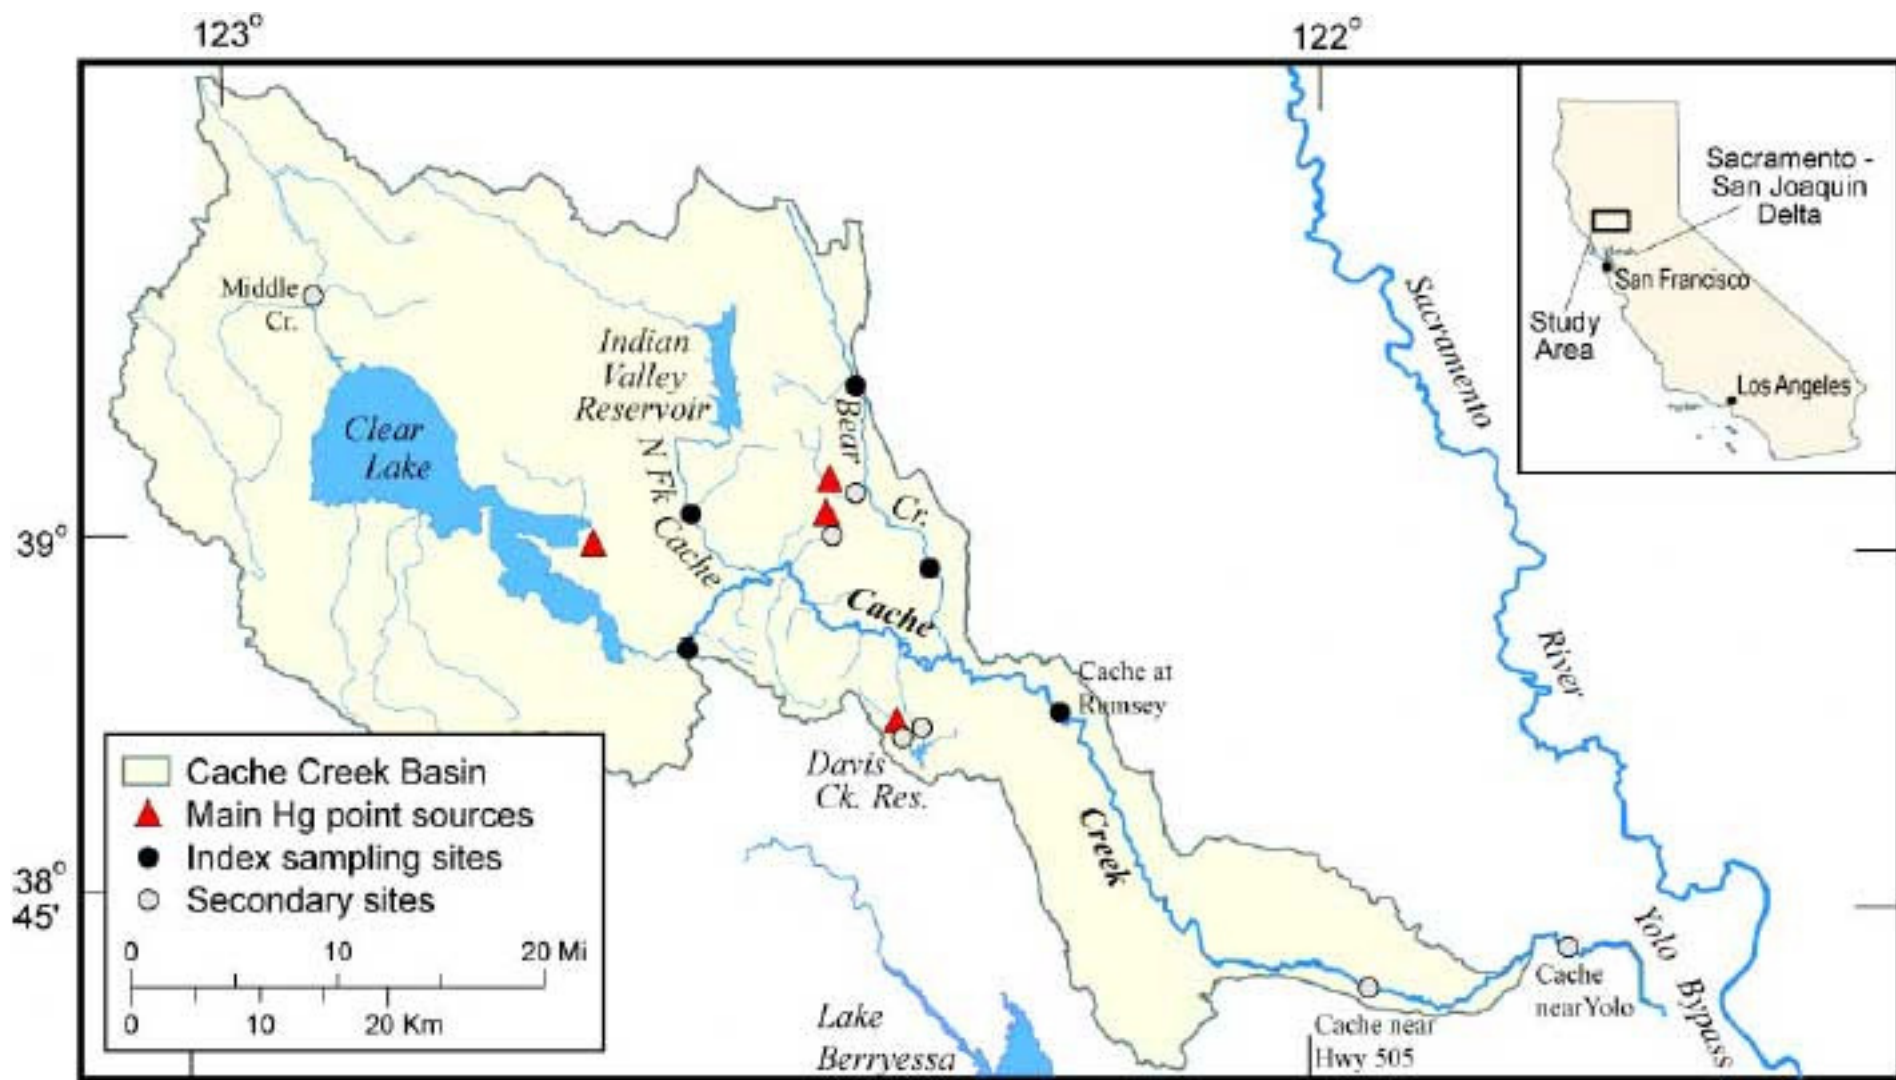 123°
122°
39°
38°
45'
Middle
Cr.
Clear
Lake
Indian
Valley
Reservoir
N Fk Cache
Bear
Cr.
Cache
Creek
Cache at
Rumsey
Davis
Ck. Res.
Lake
Berryessa
Cache near
Hwy 505
Cache
near Yolo
Sacramento
River
Yolo
Bypass
Sacramento -
San Joaquin
Delta
San Francisco
Study
Area
Los Angeles
Cache Creek Basin
Main Hg point sources
Index sampling sites
Secondary sites
0 10 20 Mi
0 10 20 Km